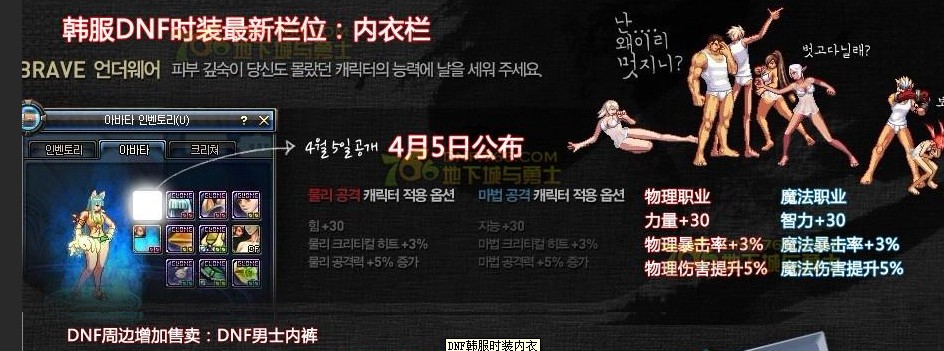 韩服DNF时装最新栏位：内衣栏
BRAVE 언더웨어 피부 깊숙이 당신도 몰랐던 캐릭터의 능력에 날을 세워 주세요.
난...
왜이리
멋지니?
벗고다닐래?
아바타 인벤토리(U) ? X
인벤토리 아바타 크리쳐
4월 5일 공개 4月5日公布
地下城与勇士
물리 공격 캐릭터 적용 옵션
힘 +30
물리 크리티컬 히트 +3%
물리 공격력 +5% 증가
마법 공격 캐릭터 적용 옵션
지능 +30
마법 크리티컬 히트 +3%
마법 공격력 +5% 증가
物理职业
力量+30
物理暴击率+3%
物理伤害提升5%
魔法职业
智力+30
魔法暴击率+3%
魔法伤害提升5%
DNF周边增加售卖：DNF男士内裤
DNF韩服时装内衣